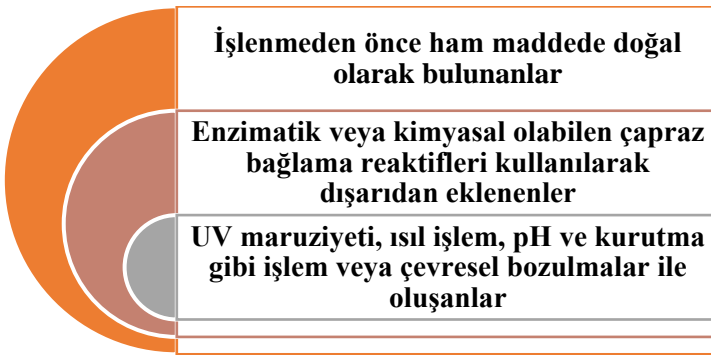 İşlenmeden önce ham maddede doğal
olarak bulunanlar
Enzimatik veya kimyasal olabilen çapraz
bağlama reaktifleri kullanılarak
dışarıdan eklenenler
UV maruziyeti, ısıl işlem, pH ve kurutma
gibi işlem veya çevresel bozulmalar ile
oluşanlar